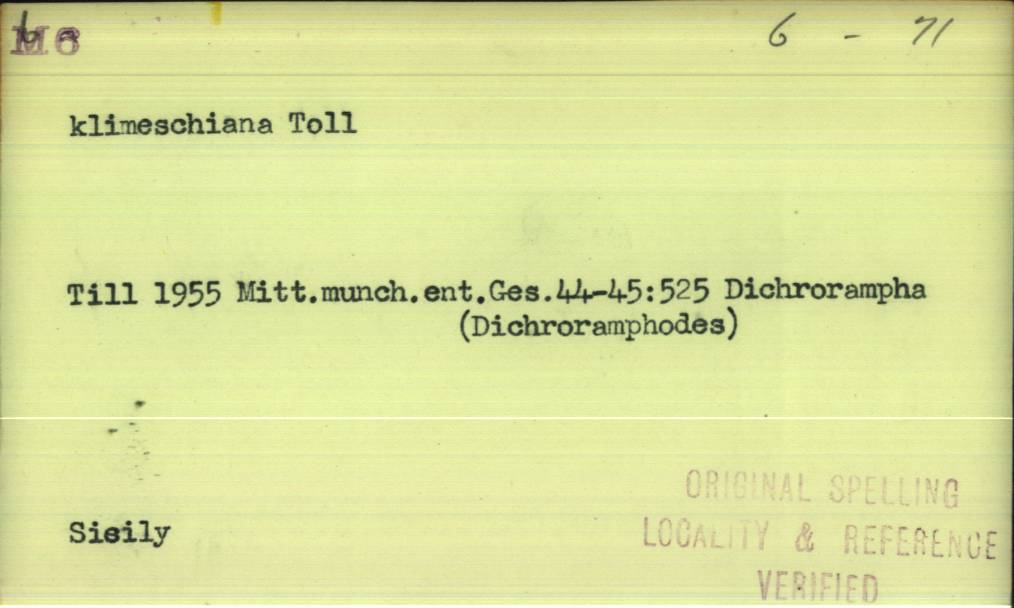 M6 6 - 71
klimeschiana Toll
Till 1955 Mitt.munch.ent.Ges.44-45:525 Dichrorampha
(Dichroramphodes)
Sicily
ORIGINAL SPELLING
LOCALITY & REFERENCE
VERIFIED